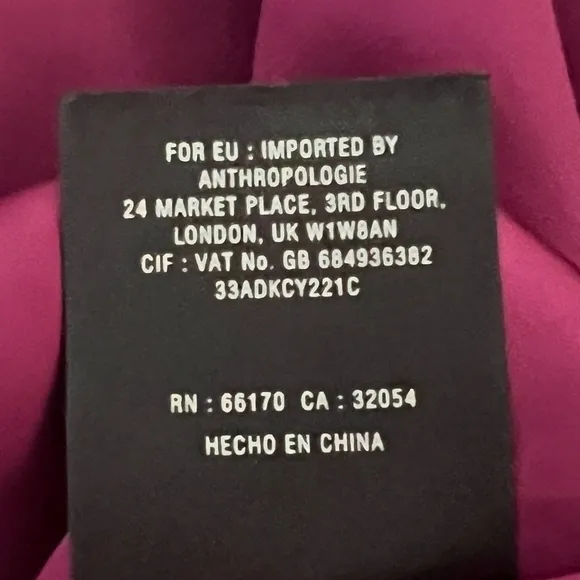 FOR EU : IMPORTED BY
ANTHROPOLOGIE
24 MARKET PLACE, 3RD FLOOR,
LONDON, UK W1W8AN
CIF : VAT No. GB 684936382
33ADKCY221C
RN : 66170 CA : 32054
HECHO EN CHINA